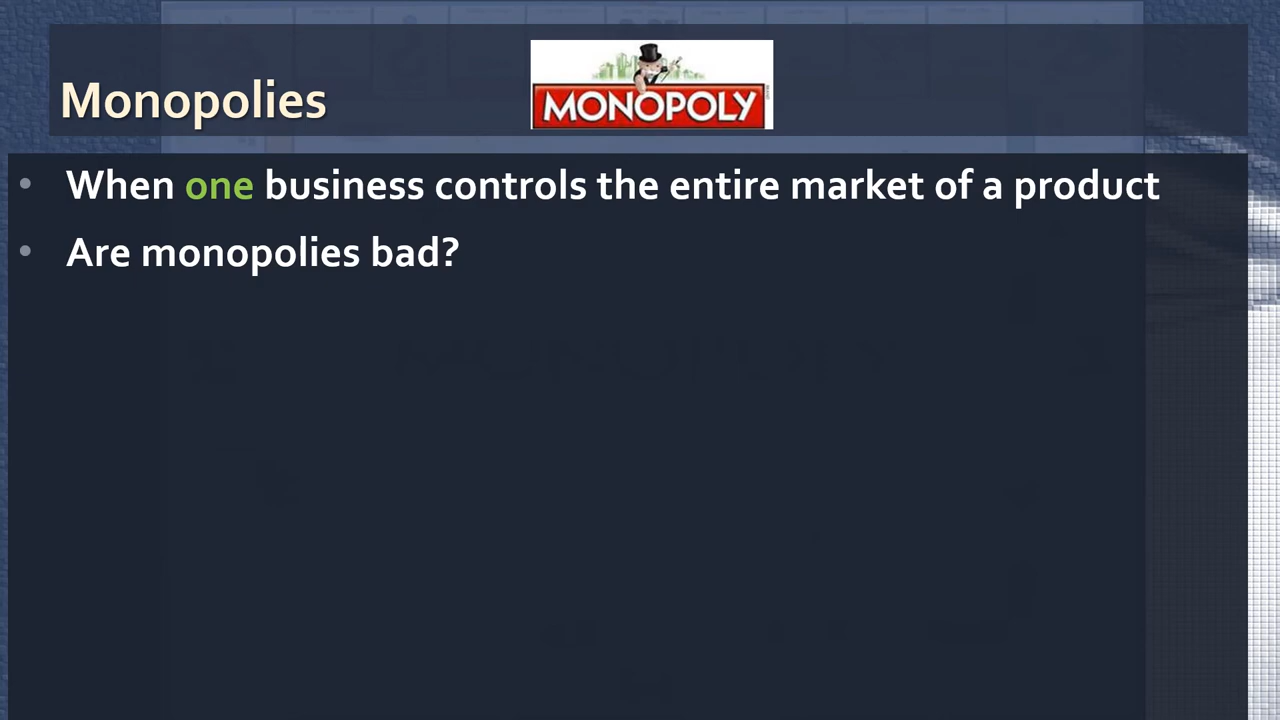 Monopolies
MONOPOLY
When one business controls the entire market of a product
Are monopolies bad?